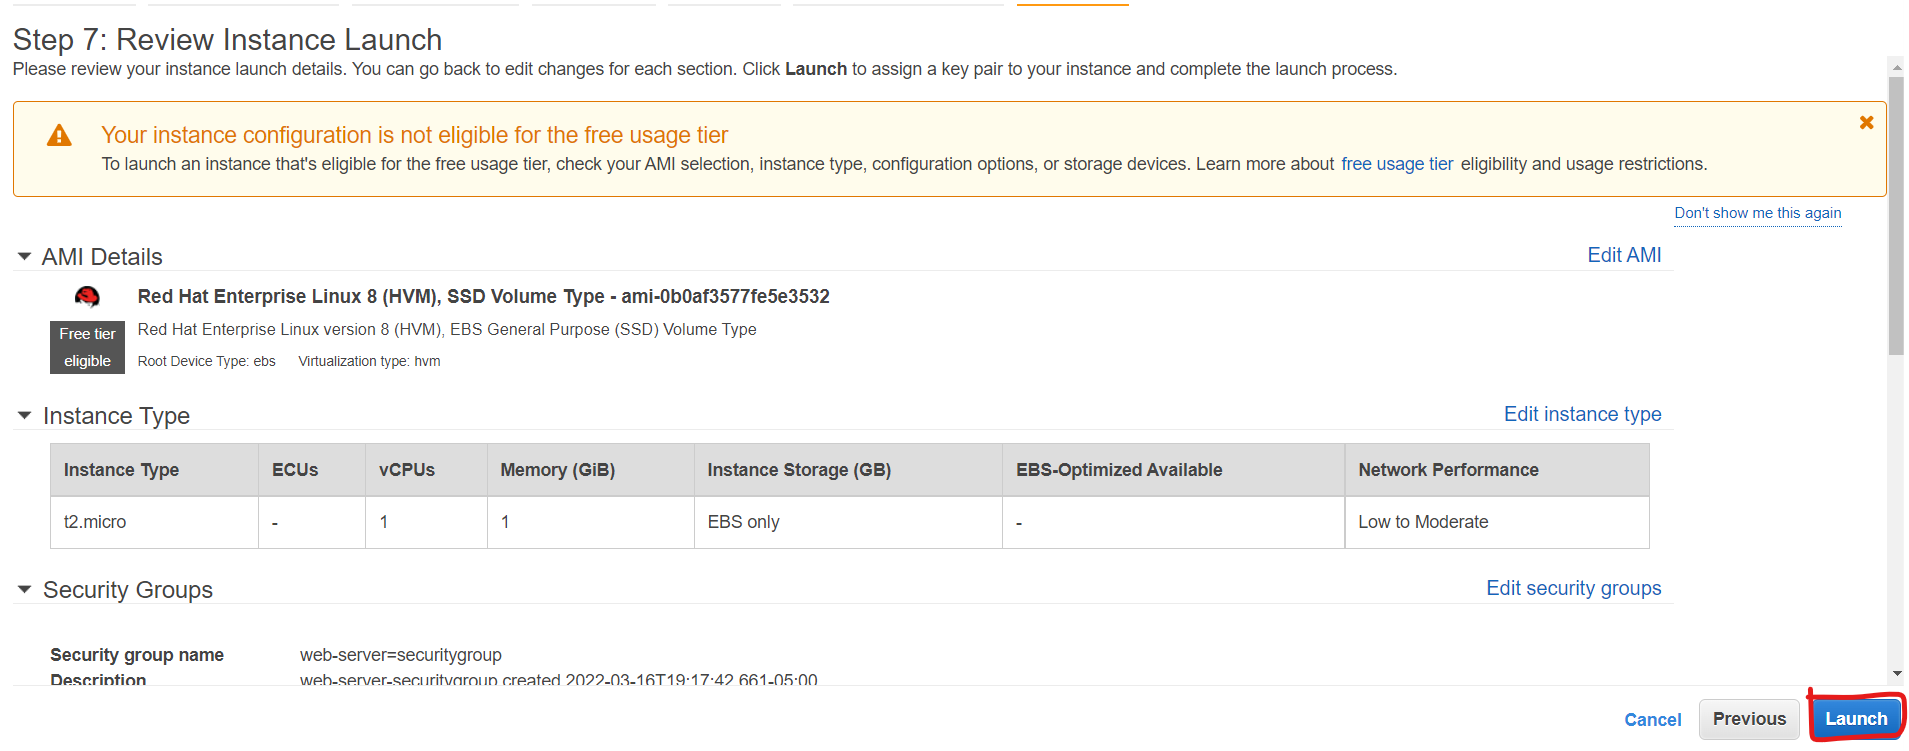 Step 7: Review Instance Launch
Please review your instance launch details. You can go back to edit changes for each section. Click Launch to assign a key pair to your instance and complete the launch process.
Your instance configuration is not eligible for the free usage tier
To launch an instance that's eligible for the free usage tier, check your AMI selection, instance type, configuration options, or storage devices. Learn more about free usage tier eligibility and usage restrictions.
Don't show me this again
AMI Details Edit AMI
Red Hat Enterprise Linux 8 (HVM), SSD Volume Type - ami-0b0af3577fe5e3532
Free tier eligible
Red Hat Enterprise Linux version 8 (HVM), EBS General Purpose (SSD) Volume Type
Root Device Type: ebs Virtualization type: hvm
Instance Type Edit instance type
Instance Type ECUs vCPUs Memory (GiB) Instance Storage (GB) EBS-Optimized Available Network Performance
t2.micro - 1 1 EBS only - Low to Moderate
Security Groups Edit security groups
Security group name web-server=securitygroup
Description web-server-securitygroup created 2022-03-16T19:17:42.661-05:00
Cancel Previous Launch